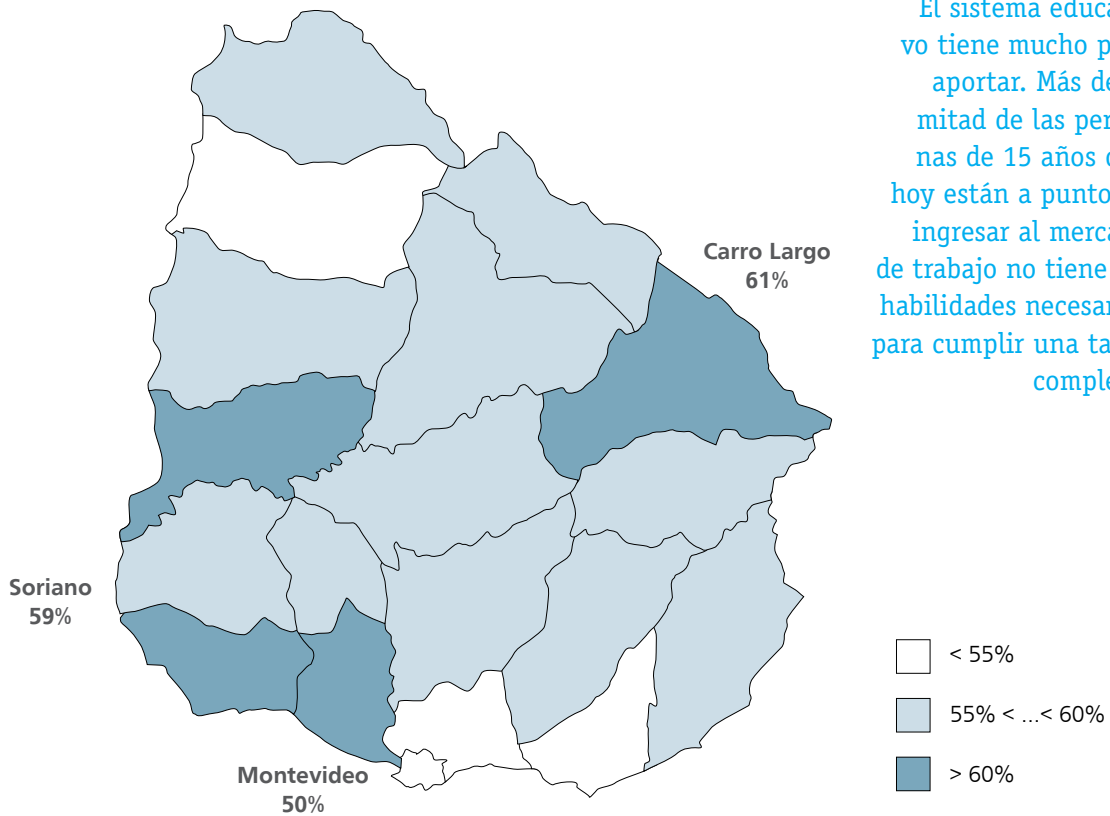 El sistema educa
vo tiene mucho p
aportar. Más de
mitad de las per
nas de 15 años
hoy están a punto
ingresar al merca
de trabajo no tiene
habilidades necesar
para cumplir una ta
comple
Carro Largo
61%
Soriano
59%
Montevideo
50%
< 55%
55% < ...< 60%
> 60%